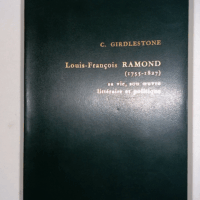 C. GIRDLESTONE
Louis-François RAMOND
(1755-1827)
sa vie, son œuvre
littéraire et politique